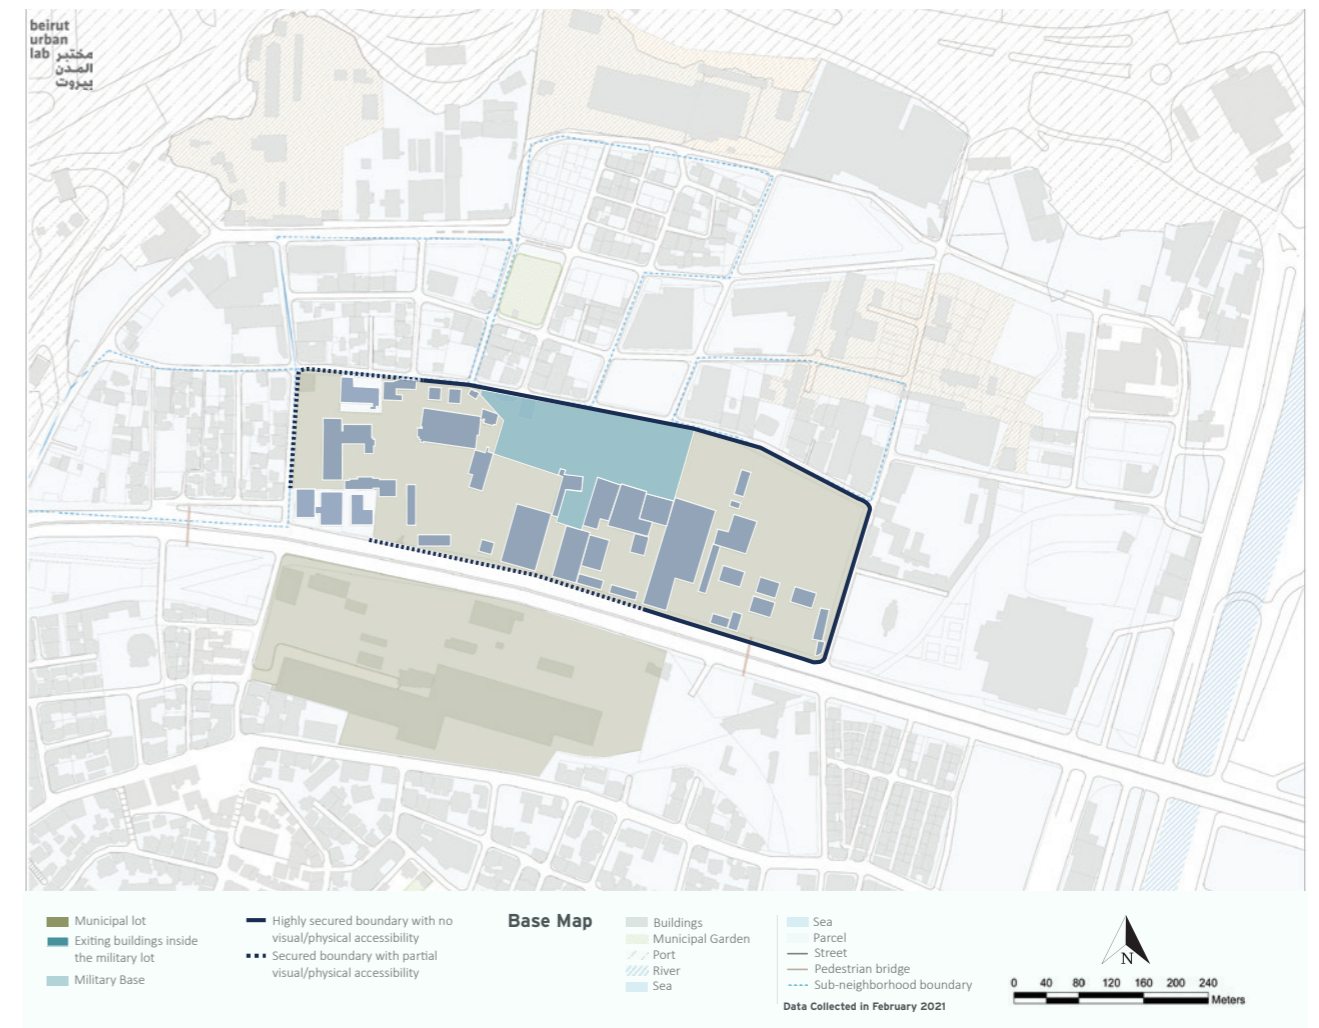 beirut
urban
lab مختبر
المدن
بيروت
Municipal lot
Exiting buildings inside
the military lot
Military Base
Highly secured boundary with no
visual/physical accessibility
Secured boundary with partial
visual/physical accessibility
Base Map
Buildings
Municipal Garden
Port
River
Sea
Sea
Parcel
Street
Pedestrian bridge
Sub-neighborhood boundary
Data Collected in February 2021
N
0 40 80 120 160 200 240
Meters